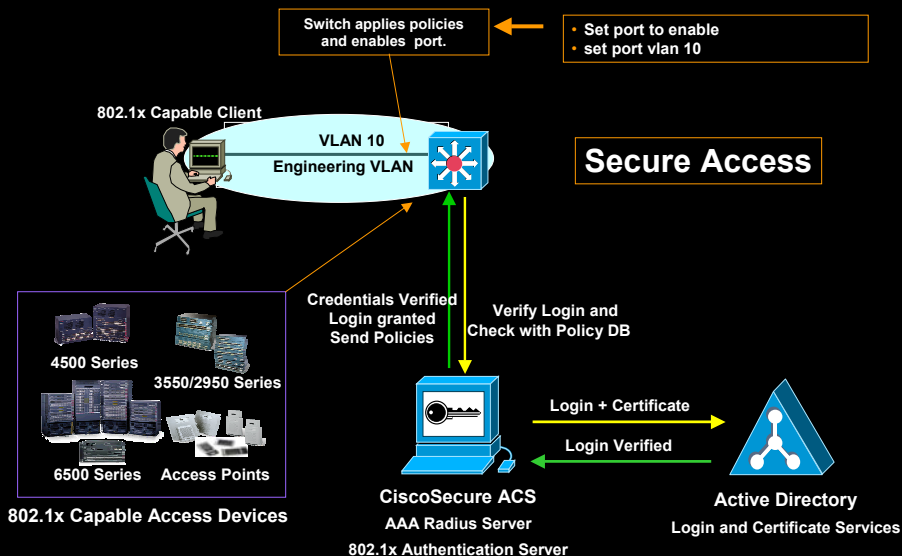 Switch applies policies
and enables port.
• Set port to enable
• set port vlan 10
802.1x Capable Client
VLAN 10
Engineering VLAN
Secure Access
Credentials Verified
Login granted
Send Policies
Verify Login and
Check with Policy DB
4500 Series
3550/2950 Series
6500 Series
Access Points
802.1x Capable Access Devices
Login + Certificate
Login Verified
CiscoSecure ACS
AAA Radius Server
802.1x Authentication Server
Active Directory
Login and Certificate Services